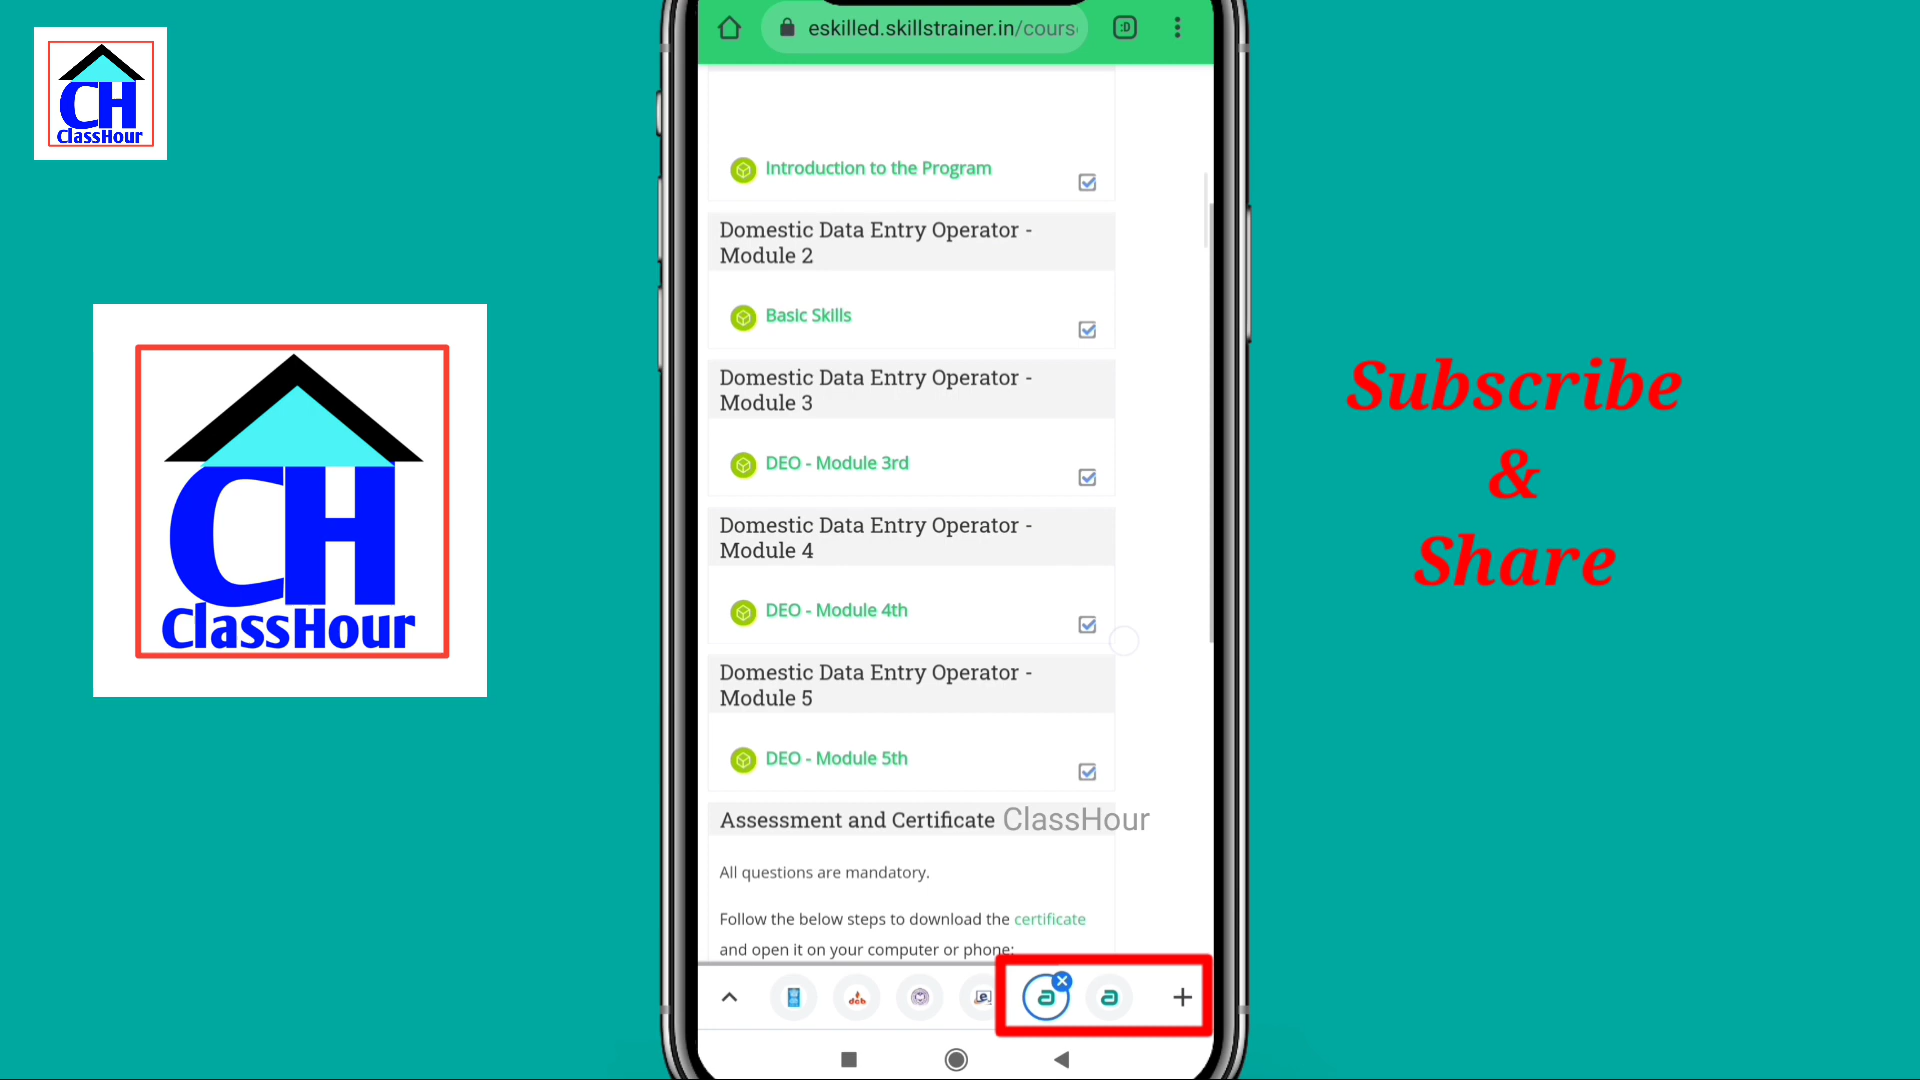 CH
ClassHour
CH
ClassHour
eskilled.skillstrainer.in/cours
:D
Introduction to the Program
Domestic Data Entry Operator -
Module 2
Basic Skills
Domestic Data Entry Operator -
Module 3
DEO - Module 3rd
Domestic Data Entry Operator -
Module 4
DEO - Module 4th
Domestic Data Entry Operator -
Module 5
DEO - Module 5th
Assessment and Certificate
ClassHour
All questions are mandatory.
Follow the below steps to download the certificate
and open it on your computer or phone:
dcb
e
a
a
Subscribe
&
Share